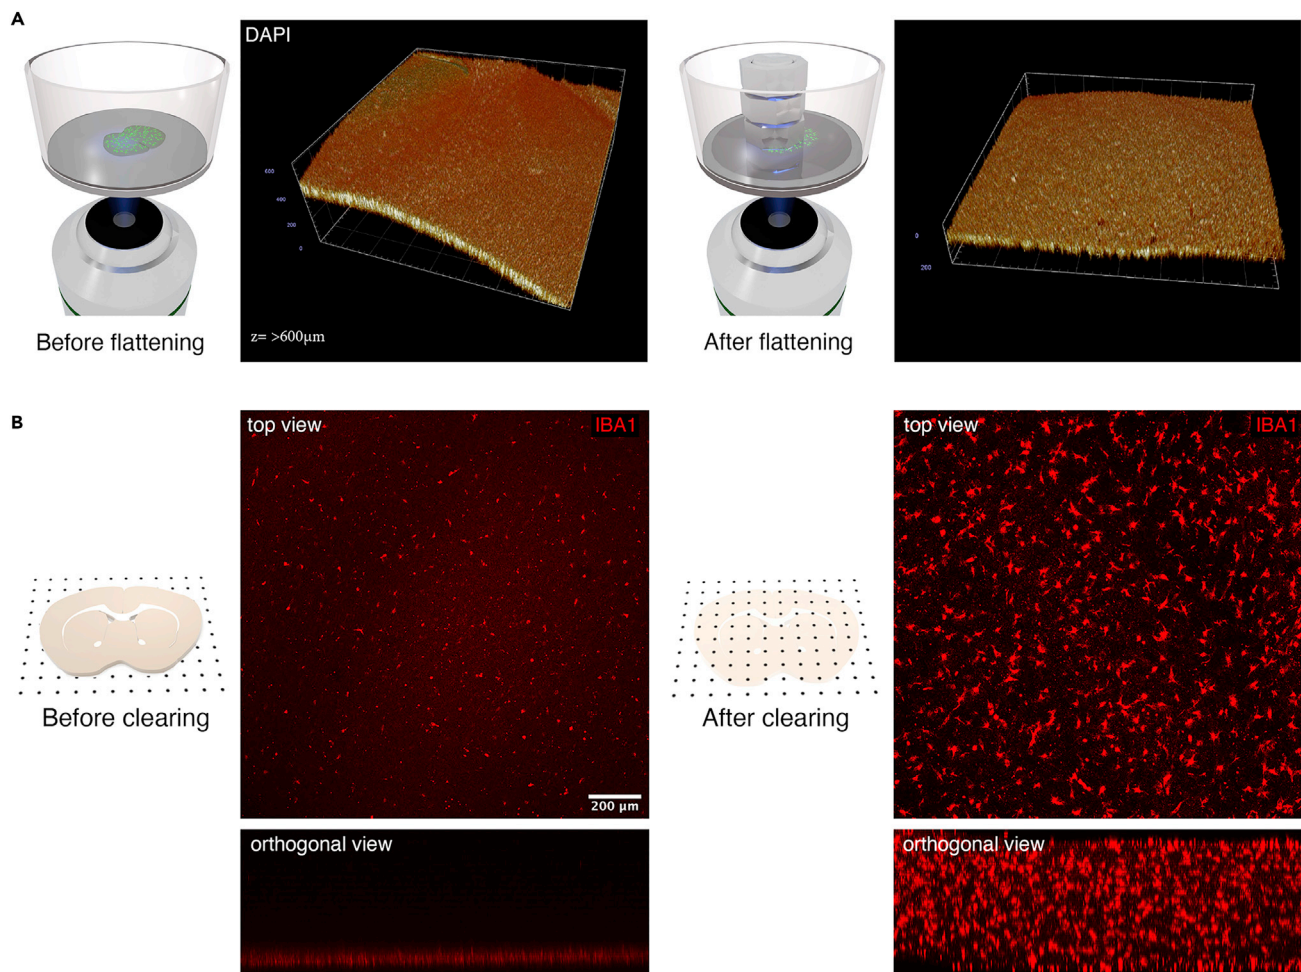 A
DAPI
600
400
200
0
z= >600µm
Before flattening
0
200
After flattening
B
top view
IBA1
200 µm
Before clearing
orthogonal view
top view
IBA1
After clearing
orthogonal view